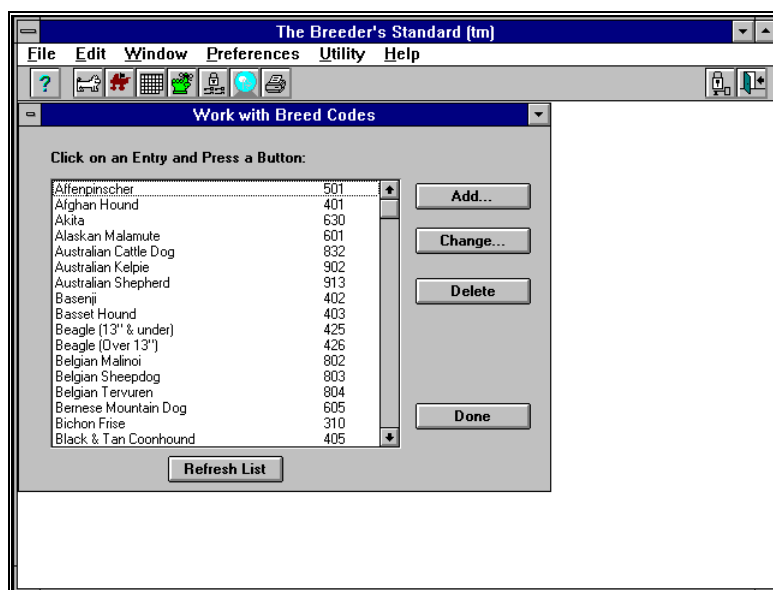 The Breeder's Standard (tm)
File Edit Window Preferences Utility Help
?
Work with Breed Codes
Click on an Entry and Press a Button:
Affenpinscher 501
Afghan Hound 401
Akita 630
Alaskan Malamute 601
Australian Cattle Dog 832
Australian Kelpie 902
Australian Shepherd 913
Basenji 402
Basset Hound 403
Beagle (13" & under) 425
Beagle (Over 13") 426
Belgian Malinoi 802
Belgian Sheepdog 803
Belgian Tervuren 804
Bernese Mountain Dog 605
Bichon Frise 310
Black & Tan Coonhound 405
Add...
Change...
Delete
Done
Refresh List